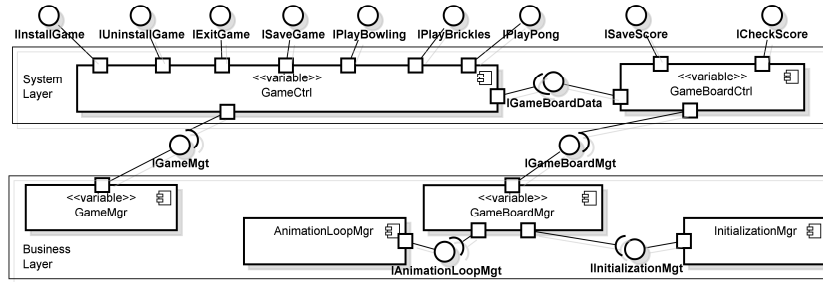 IInstallGame
IUninstallGame
IExitGame
ISaveGame
IPlayBowling
IPlayBrickles
IPlayPong
ISaveScore
ICheckScore
System
Layer
<<variable>>
GameCtrl
IGameBoardData
<<variable>>
GameBoardCtrl
IGameMgt
IGameBoardMgt
<<variable>>
GameMgr
<<variable>>
GameBoardMgr
AnimationLoopMgr
InitializationMgr
Business
Layer
IAnimationLoopMgt
IInitializationMgt